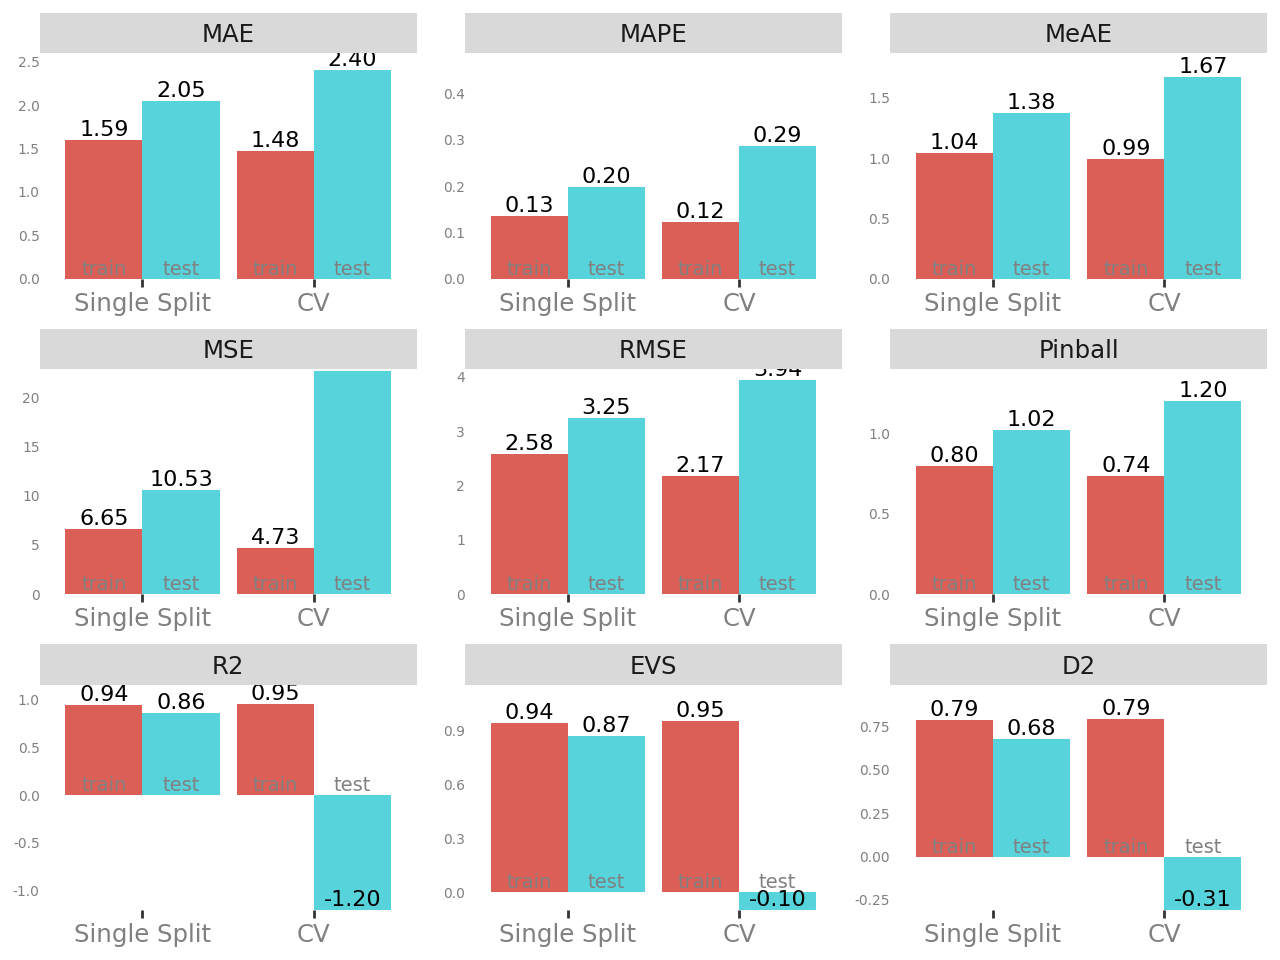 MAE MAPE MeAE
2.5 2.0 1.5 1.0 0.5 0.0
1.59 2.05 1.48 2.40
train test train test
Single Split CV
0.4 0.3 0.2 0.1 0.0
0.13 0.20 0.12 0.29
train test train test
Single Split CV
1.5 1.0 0.5 0.0
1.04 1.38 0.99 1.67
train test train test
Single Split CV
MSE RMSE Pinball
20 15 10 5 0
6.65 10.53 4.73
train test train test
Single Split CV
4 3 2 1 0
2.58 3.25 2.17 3.94
train test train test
Single Split CV
1.0 0.5 0.0
0.80 1.02 0.74 1.20
train test train test
Single Split CV
R2 EVS D2
1.0 0.5 0.0 -0.5 -1.0
0.94 0.86 0.95 -1.20
train test train test
Single Split CV
0.9 0.6 0.3 0.0
0.94 0.87 0.95 -0.10
train test train test
Single Split CV
0.75 0.50 0.25 0.00 -0.25
0.79 0.68 0.79 -0.31
train test train test
Single Split CV